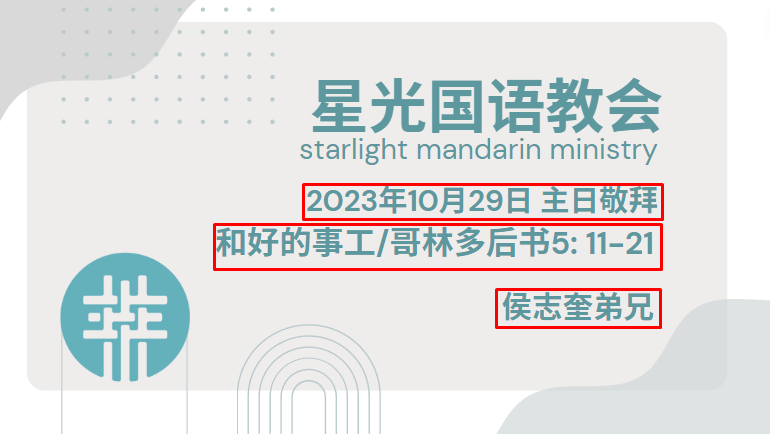 星光国语教会
starlight mandarin ministry
2023年10月29日 主日敬拜
和好的事工/哥林多后书5: 11-21
侯志奎弟兄